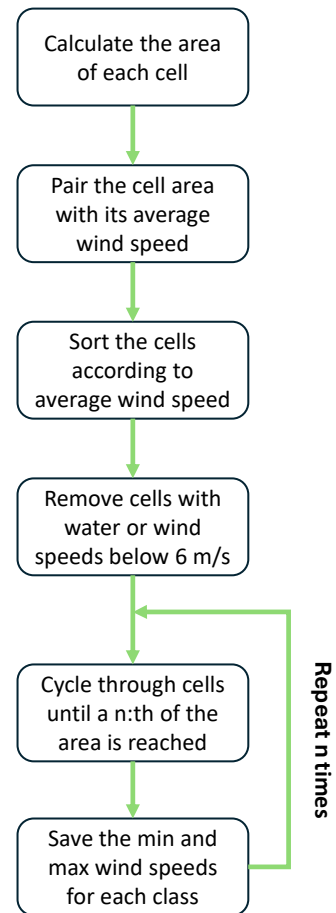 Calculate the area
of each cell
Pair the cell area
with its average
wind speed
Sort the cells
according to
average wind speed
Remove cells with
water or wind
speeds below 6 m/s
Cycle through cells
until a n:th of the
area is reached
Repeat n times
Save the min and
max wind speeds
for each class